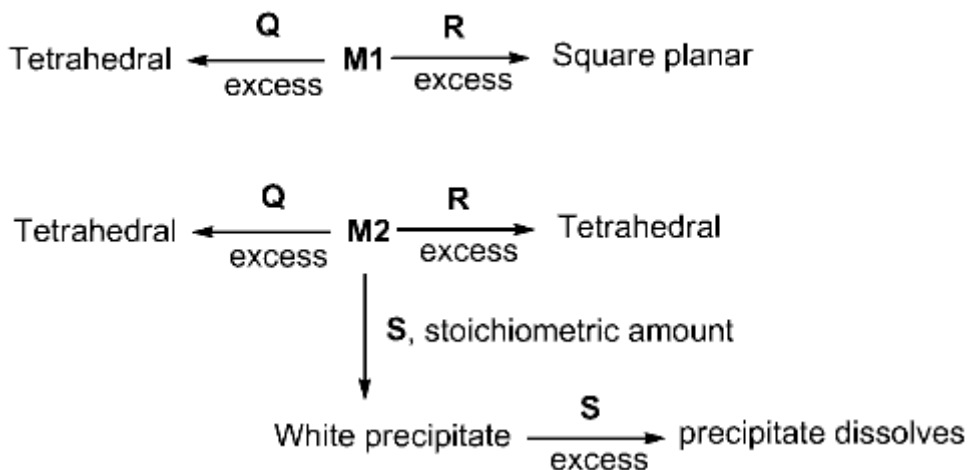 Q R
Tetrahedral M1 Square planar
excess excess
Q R
Tetrahedral M2 Tetrahedral
excess excess
S, stoichiometric amount
S
White precipitate precipitate dissolves
excess